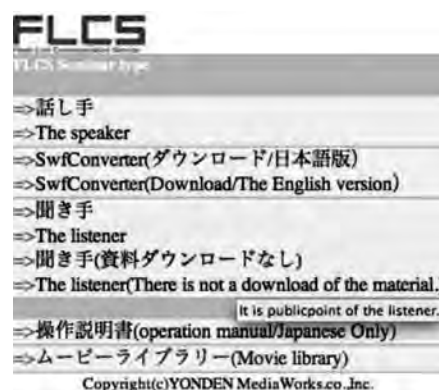 FLCS
FLCS Seminar type
=>話し手
=>The speaker
=>SwfConverter(ダウンロード/日本語版)
=>SwfConverter(Download/The English version)
=>聞き手
=>The listener
=>聞き手(資料ダウンロードなし)
=>The listener(There is not a download of the material.
It is publicpoint of the listener.
=>操作説明書(operation manual/Japanese Only)
=>ムービーライブラリー(Movie library)
Copyright(c)YONDEN MediaWorks.co.,Inc.